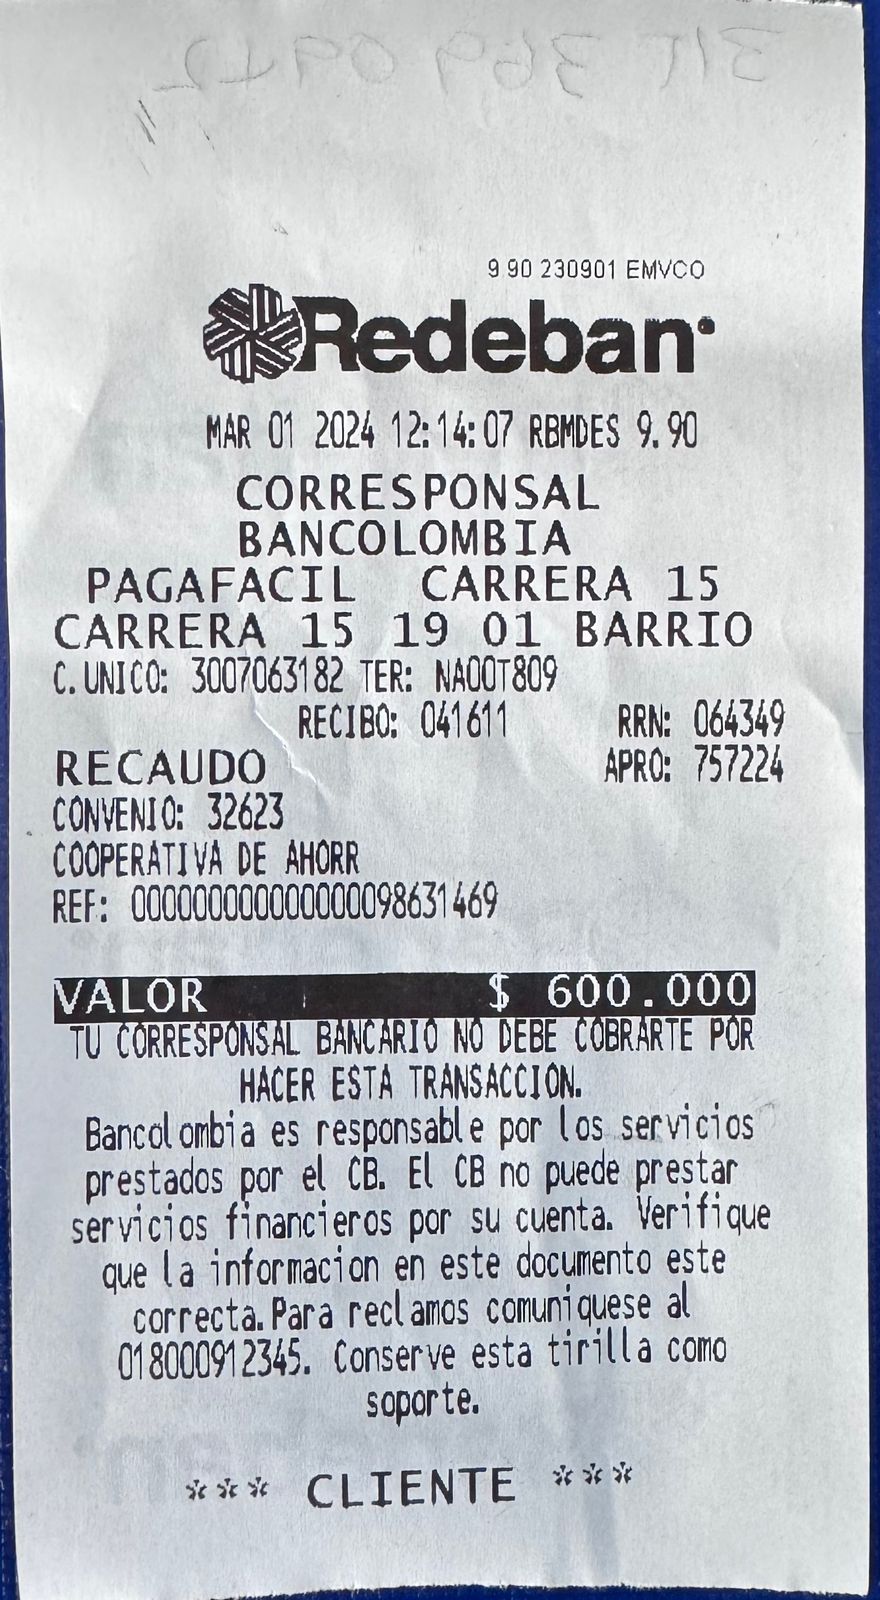 9 90 230901 EMVCO
Redeban
MAR 01 2024 12:14:07 RBMDES 9.90
CORRESPONSAL
BANCOLOMBIA
PAGAFACIL CARRERA 15
CARRERA 15 19 01 BARRIO
C.UNICO: 3007063182 TER: NA00T809
RECIBO: 041611 RRN: 064349
RECAUDO APRO: 757224
CONVENIO: 32623
COOPERATIVA DE AHORR
REF: 000000000000000098631469
VALOR $ 600.000
TU CORRESPONSAL BANCARIO NO DEBE COBRARTE POR
HACER ESTA TRANSACCION.
Bancolombia es responsable por los servicios
prestados por el CB. El CB no puede prestar
servicios financieros por su cuenta. Verifique
que la informacion en este documento este
correcta.Para reclamos comuniquese al
018000912345. Conserve esta tirilla como
soporte.
*** CLIENTE ***